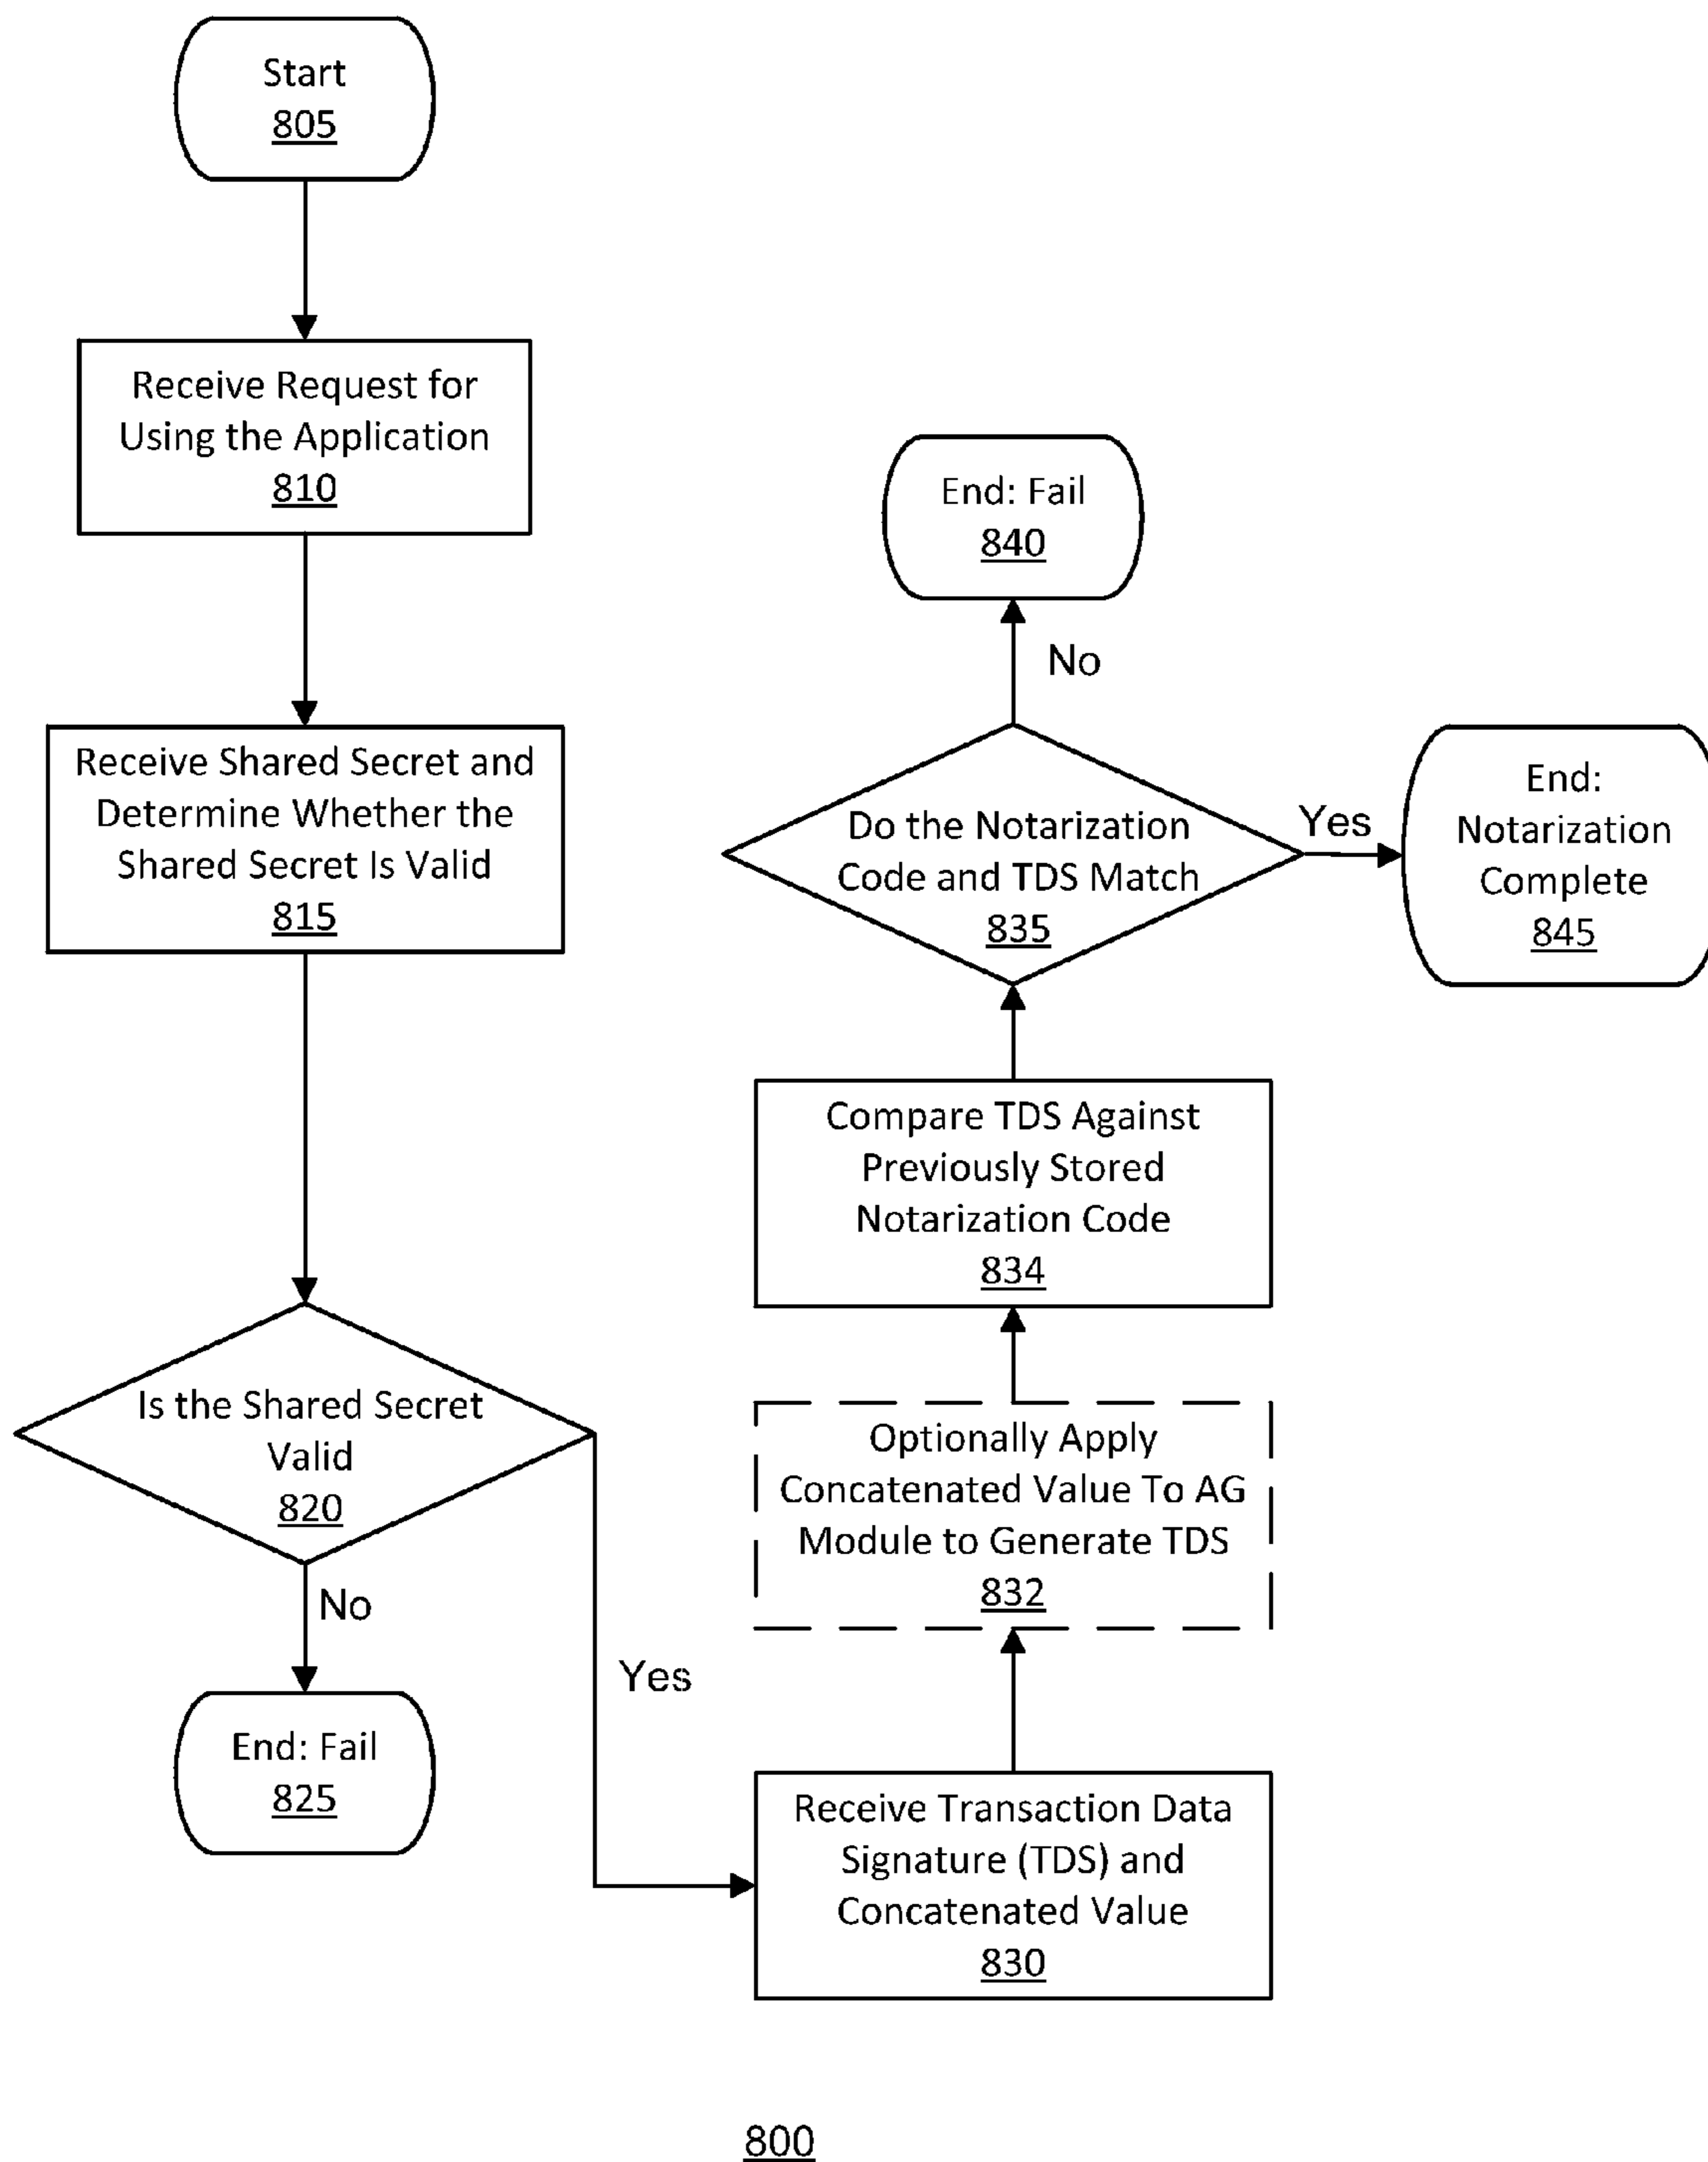 Start
805
Receive Request for
Using the Application
810
Receive Shared Secret and
Determine Whether the
Shared Secret Is Valid
815
Is the Shared Secret
Valid
820
No
Yes
End: Fail
825
Receive Transaction Data
Signature (TDS) and
Concatenated Value
830
Optionally Apply
Concatenated Value To AG
Module to Generate TDS
832
Compare TDS Against
Previously Stored
Notarization Code
834
Do the Notarization
Code and TDS Match
835
No
Yes
End: Fail
840
End:
Notarization
Complete
845
800